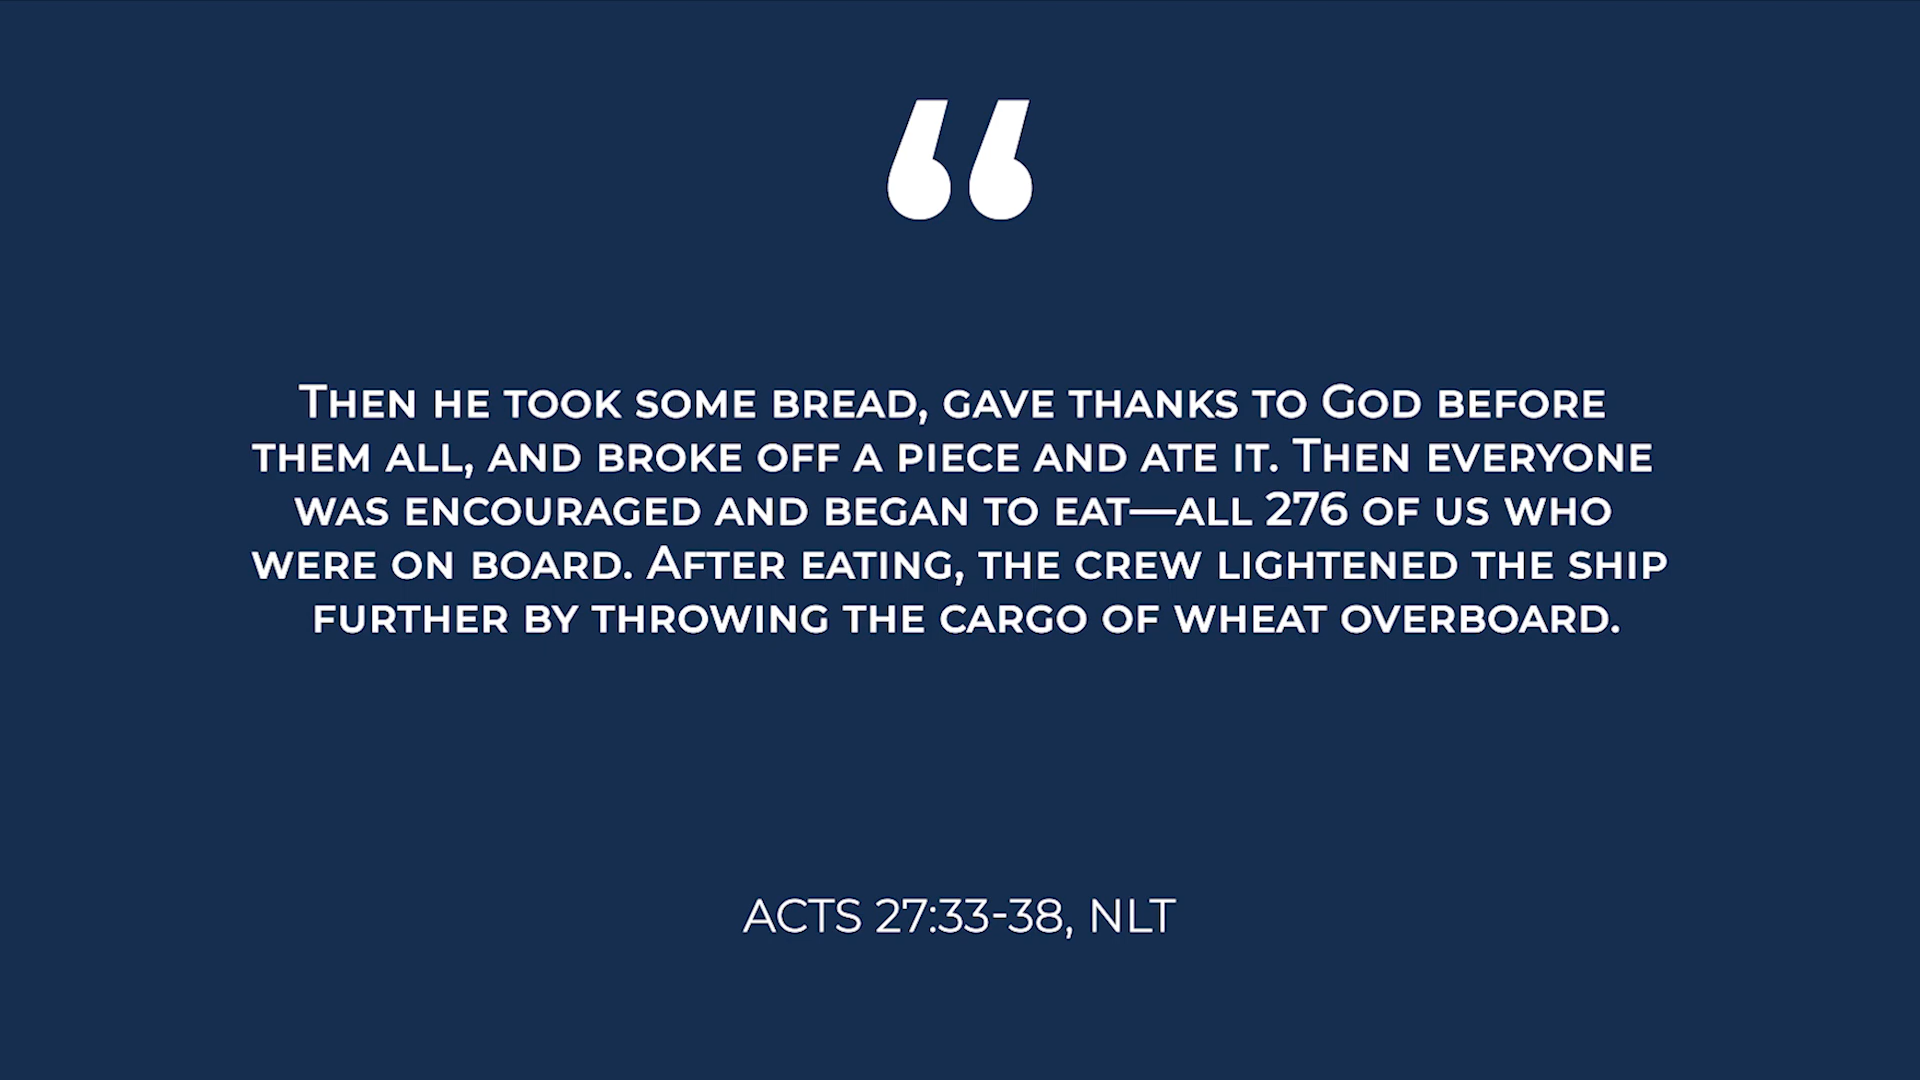 “
Then he took some bread, gave thanks to God before
them all, and broke off a piece and ate it. Then everyone
was encouraged and began to eat—all 276 of us who
were on board. After eating, the crew lightened the ship
further by throwing the cargo of wheat overboard.
ACTS 27:33-38, NLT